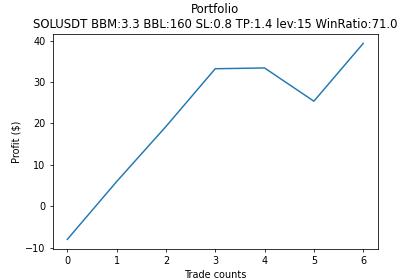 Portfolio
SOLUSDT BBM:3.3 BBL:160 SL:0.8 TP:1.4 lev:15 WinRatio:71.0
40
30
20
10
0
−10
Profit ($)
0 1 2 3 4 5 6
Trade counts